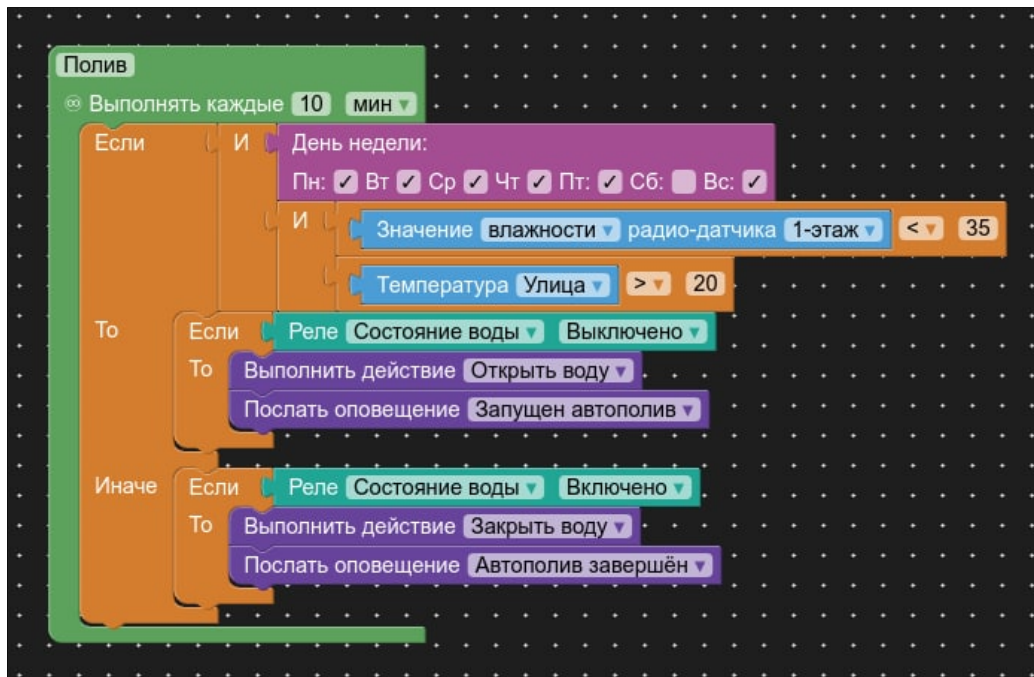 Полив
∞ Выполнять каждые 10 мин
Если И День недели:
Пн: ✓ Вт ✓ Ср ✓ Чт ✓ Пт: ✓ Сб: Вс: ✓
И Значение влажности радио-датчика 1-этаж < 35
Температура Улица > 20
То Если Реле Состояние воды Выключено
То Выполнить действие Открыть воду
Послать оповещение Запущен автополив
Иначе Если Реле Состояние воды Включено
То Выполнить действие Закрыть воду
Послать оповещение Автополив завершён